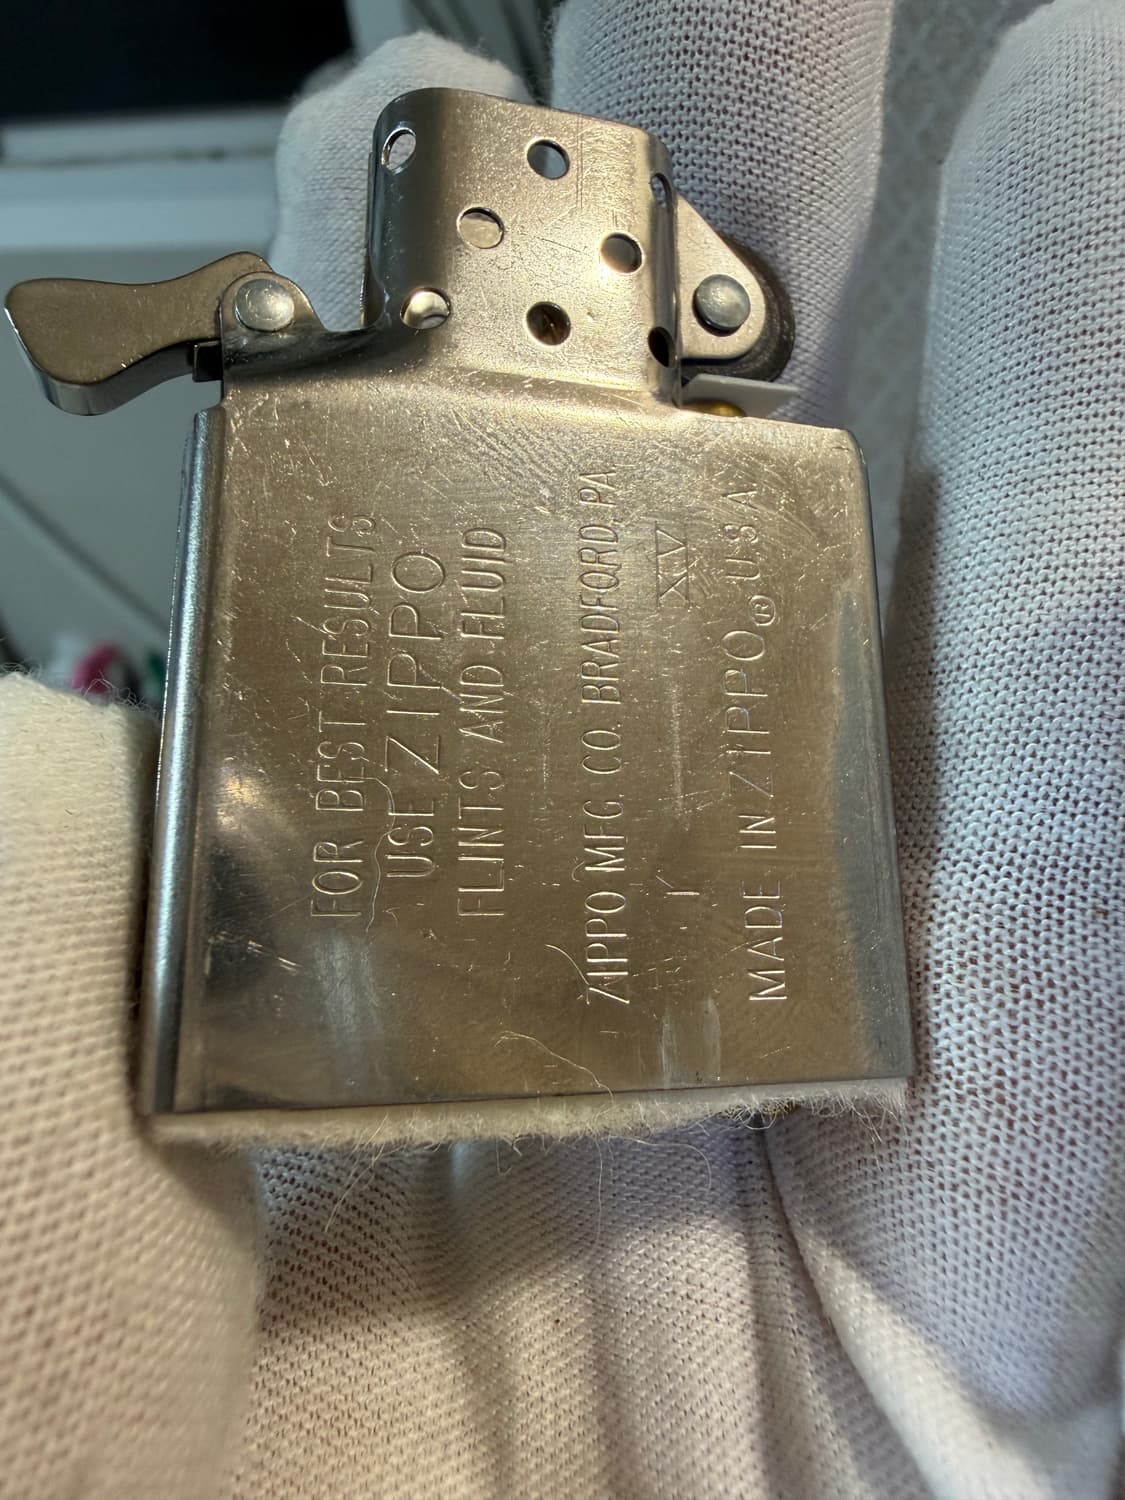 FOR BEST RESULTS
USE ZIPPO
FLINTS AND FLUID
ZIPPO MFG. CO. BRADFORD, PA.
I XV
MADE IN ZIPPO ® U.S.A.